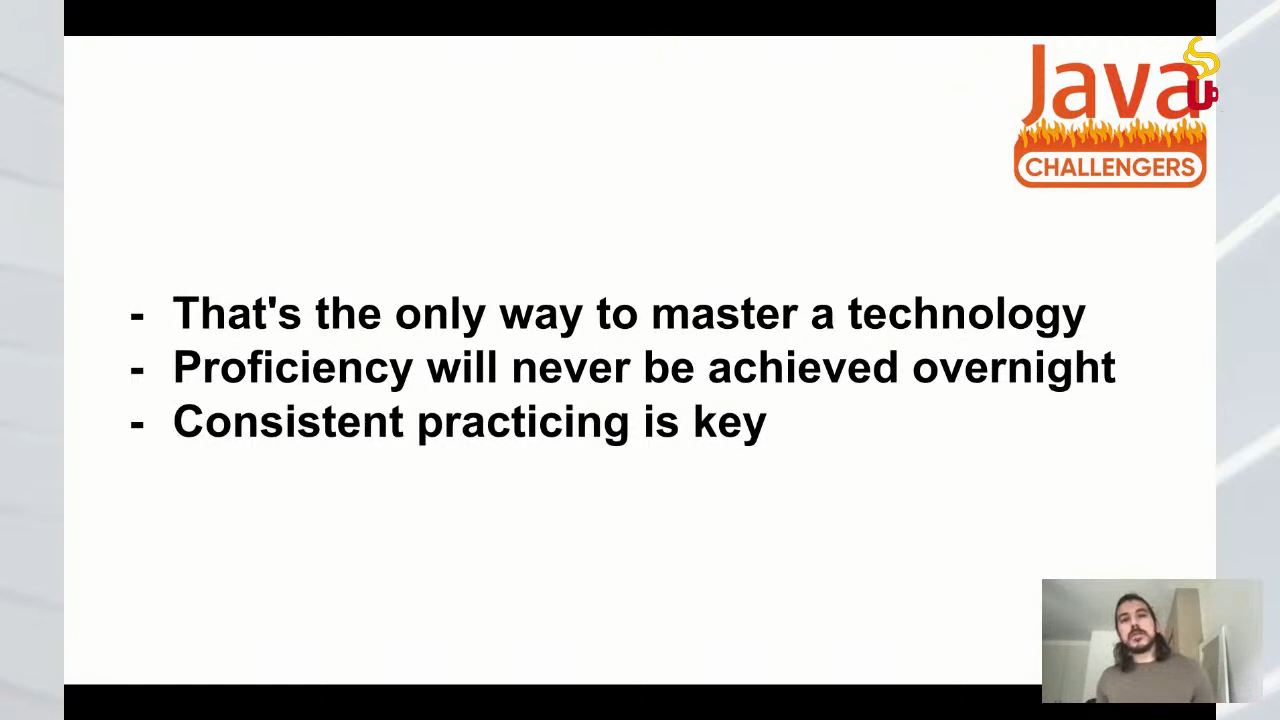 Java
CHALLENGERS
- That's the only way to master a technology
- Proficiency will never be achieved overnight
- Consistent practicing is key